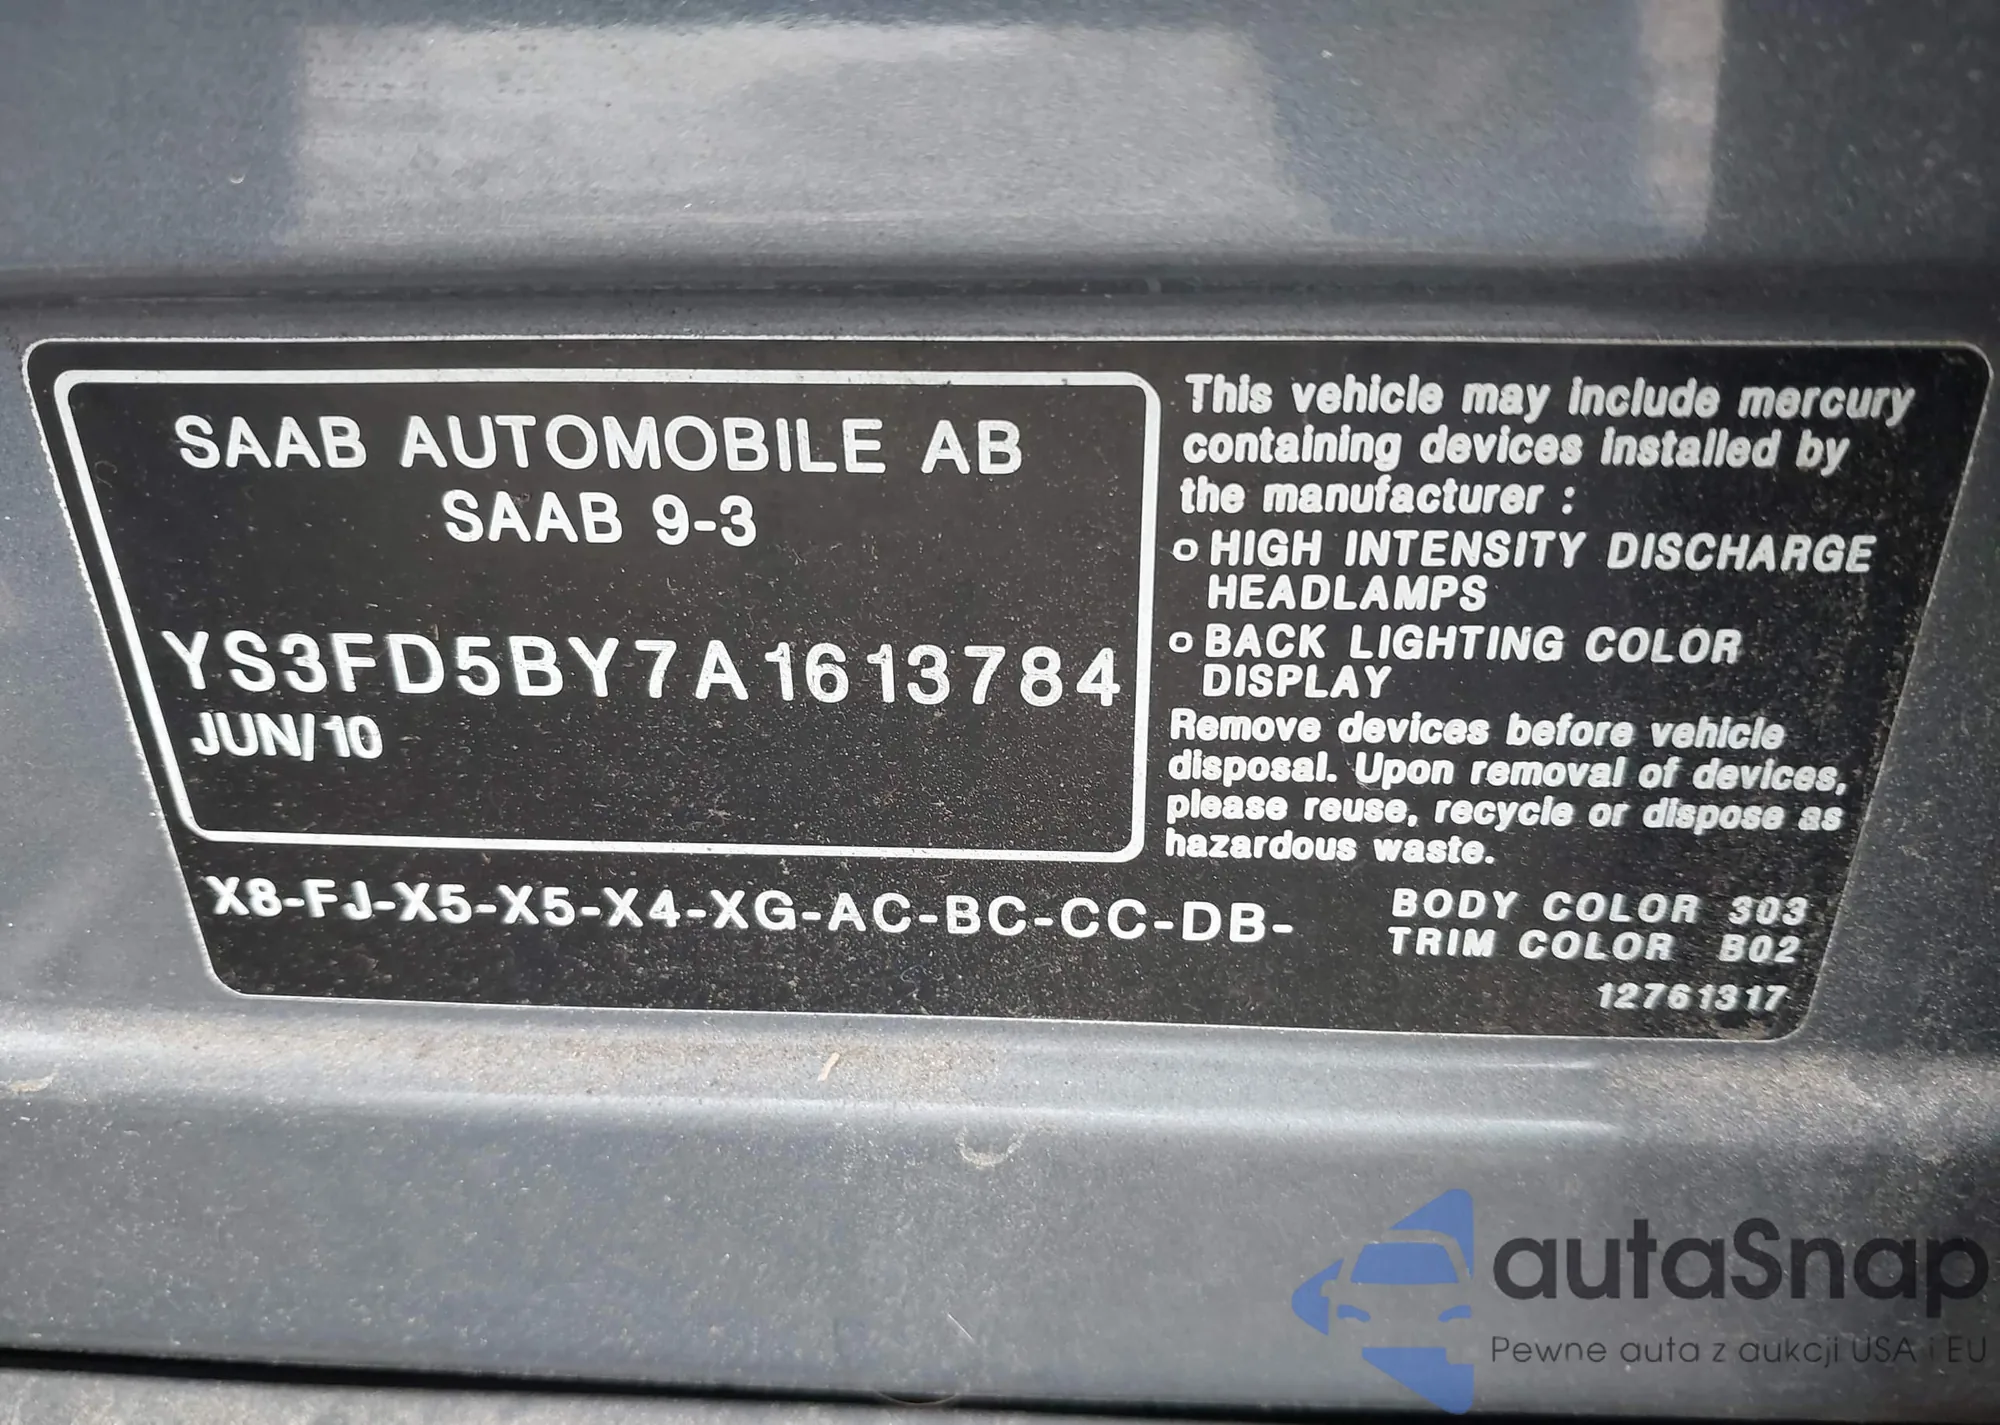 SAAB AUTOMOBILE AB
SAAB 9-3
YS3FD5BY7A1613784
JUN/10
X8-FJ-X5-X5-X4-XG-AC-BC-CC-DB-
This vehicle may include mercury
containing devices installed by
the manufacturer :
o HIGH INTENSITY DISCHARGE
HEADLAMPS
o BACK LIGHTING COLOR
DISPLAY
Remove devices before vehicle
disposal. Upon removal of devices,
please reuse, recycle or dispose as
hazardous waste.
BODY COLOR 303
TRIM COLOR B02
12761317
autaSnap
Pewne auta z aukcji USA i EU